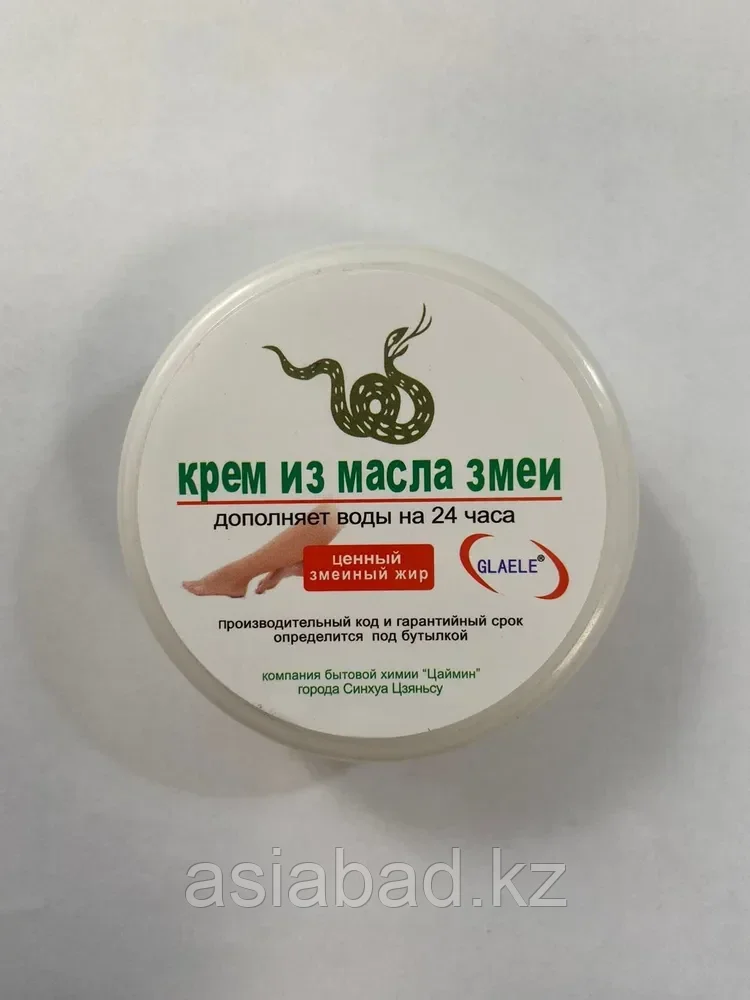 крем из масла змеи
дополняет воды на 24 часа
ценный
змеиный жир
GLAELE®
производительный код и гарантийный срок
определится под бутылкой
компания бытовой химии “Цаймин”
города Синхуа Цзяньсу
asiabad.kz